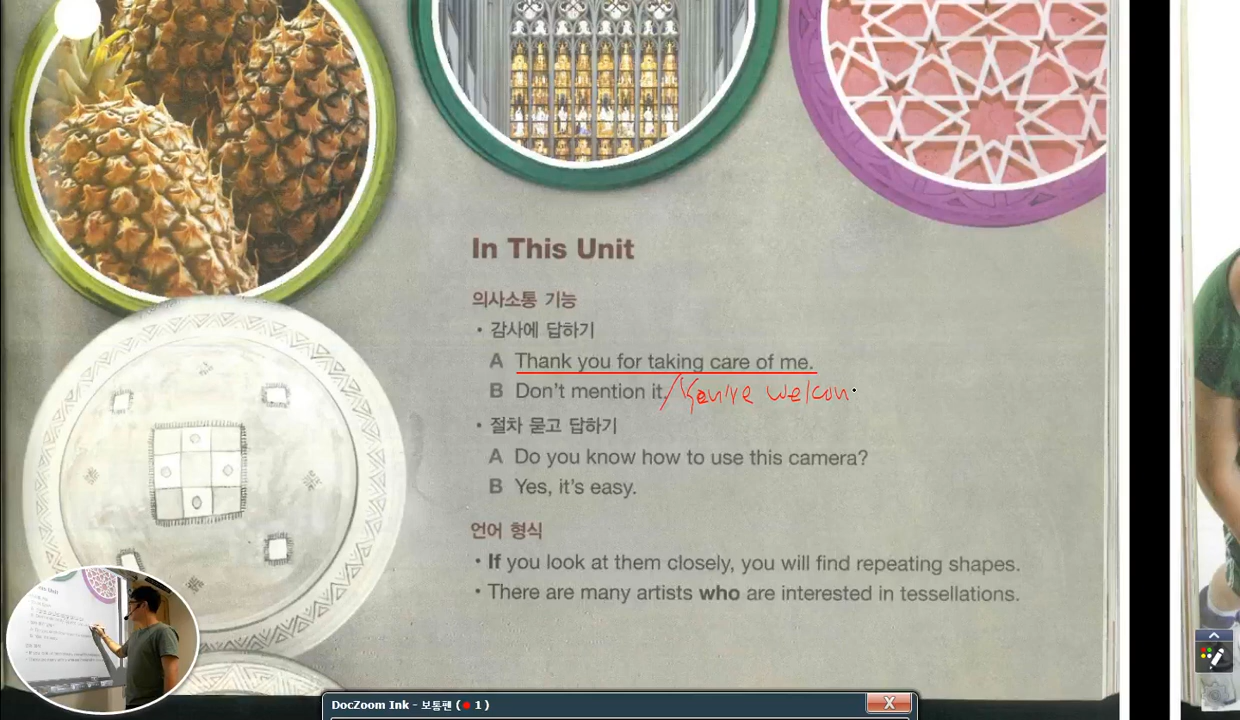 In This Unit
의사소통 기능
• 감사에 답하기
A Thank you for taking care of me.
B Don't mention it. / You're welcom
• 절차 묻고 답하기
A Do you know how to use this camera?
B Yes, it's easy.
언어 형식
• If you look at them closely, you will find repeating shapes.
• There are many artists who are interested in tessellations.
DocZoom Ink - 보통펜 ( 1 )
X